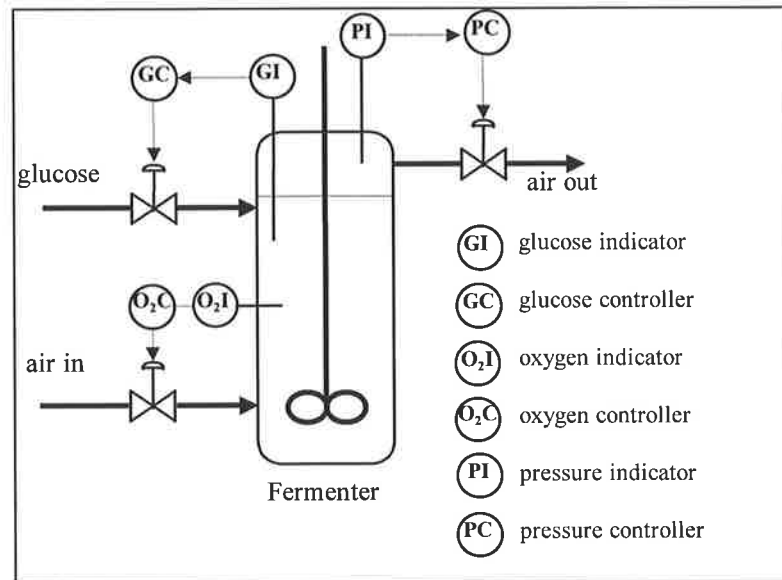 PI
PC
GC
GI
glucose
air out
O₂C
O₂I
air in
Fermenter
GI glucose indicator
GC glucose controller
O₂I oxygen indicator
O₂C oxygen controller
PI pressure indicator
PC pressure controller